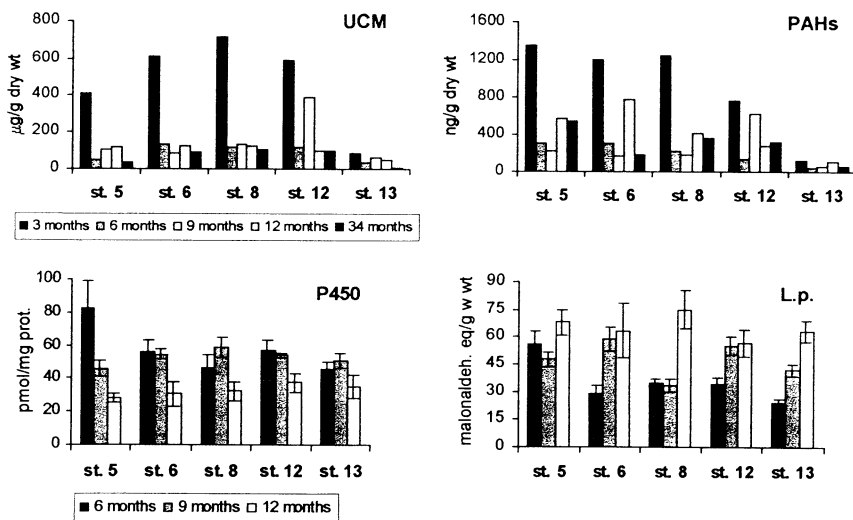 UCM
µg/g dry wt
800
600
400
200
0
st. 5 st. 6 st. 8 st. 12 st. 13
PAHs
ng/g dry wt
1600
1200
800
400
0
st. 5 st. 6 st. 8 st. 12 st. 13
3 months 6 months 9 months 12 months 34 months
P450
pmol/mg prot.
100
80
60
40
20
0
st. 5 st. 6 st. 8 st. 12 st. 13
L.p.
malonaldeh. eq/g w wt
90
75
60
45
30
15
0
st. 5 st. 6 st. 8 st. 12 st. 13
6 months 9 months 12 months